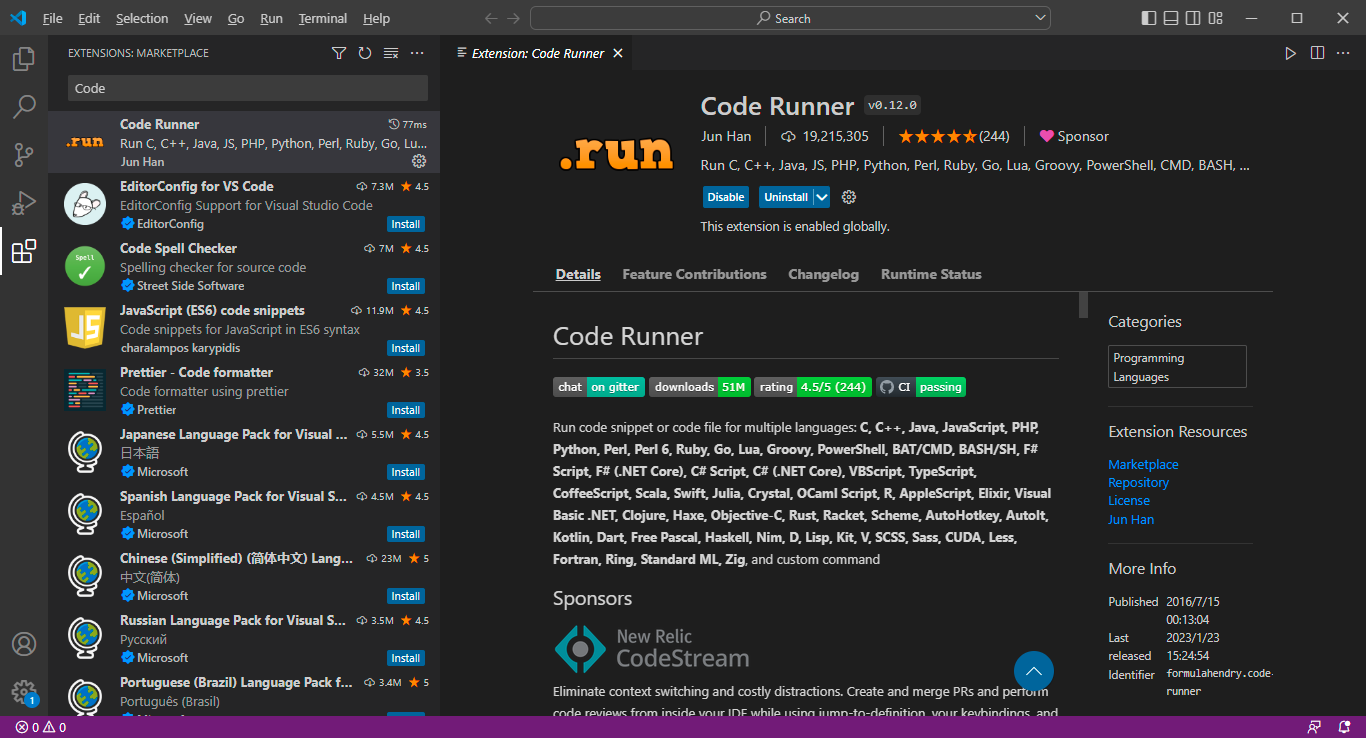 File Edit Selection View Go Run Terminal Help
Search
EXTENSIONS: MARKETPLACE
Code
.run
Code Runner 77ms
Run C, C++, Java, JS, PHP, Python, Perl, Ruby, Go, Lu...
Jun Han
EditorConfig for VS Code 7.3M 4.5
EditorConfig Support for Visual Studio Code
EditorConfig Install
Spell
Code Spell Checker 7M 4.5
Spelling checker for source code
Street Side Software Install
JS
JavaScript (ES6) code snippets 11.9M 4.5
Code snippets for JavaScript in ES6 syntax
charalampos karypidis Install
Prettier - Code formatter 32M 3.5
Code formatter using prettier
Prettier Install
Japanese Language Pack for Visual ... 5.5M 4.5
日本語
Microsoft Install
Spanish Language Pack for Visual S... 4.5M 4.5
Español
Microsoft Install
Chinese (Simplified) (简体中文) Lang... 23M 5
中文(简体)
Microsoft Install
Russian Language Pack for Visual S... 3.5M 4.5
Русский
Microsoft Install
Portuguese (Brazil) Language Pack f... 3.4M 5
Português (Brasil)
1
Extension: Code Runner
.run
Code Runner v0.12.0
Jun Han 19,215,305 (244) Sponsor
Run C, C++, Java, JS, PHP, Python, Perl, Ruby, Go, Lua, Groovy, PowerShell, CMD, BASH, ...
Disable Uninstall
This extension is enabled globally.
Details Feature Contributions Changelog Runtime Status
Code Runner
chat on gitter downloads 51M rating 4.5/5 (244) CI passing
Run code snippet or code file for multiple languages: C, C++, Java, JavaScript, PHP,
Python, Perl, Perl 6, Ruby, Go, Lua, Groovy, PowerShell, BAT/CMD, BASH/SH, F#
Script, F# (.NET Core), C# Script, C# (.NET Core), VBScript, TypeScript,
CoffeeScript, Scala, Swift, Julia, Crystal, OCaml Script, R, AppleScript, Elixir, Visual
Basic .NET, Clojure, Haxe, Objective-C, Rust, Racket, Scheme, AutoHotkey, AutoIt,
Kotlin, Dart, Free Pascal, Haskell, Nim, D, Lisp, Kit, V, SCSS, Sass, CUDA, Less,
Fortran, Ring, Standard ML, Zig, and custom command
Sponsors
New Relic
CodeStream
Eliminate context switching and costly distractions. Create and merge PRs and perform
code reviews from inside your IDE while using jump-to-definition, your keybindings, and
Categories
Programming
Languages
Extension Resources
Marketplace
Repository
License
Jun Han
More Info
Published 2016/7/15
00:13:04
Last 2023/1/23
released 15:24:54
Identifier formulahendry.code-
runner
0 0